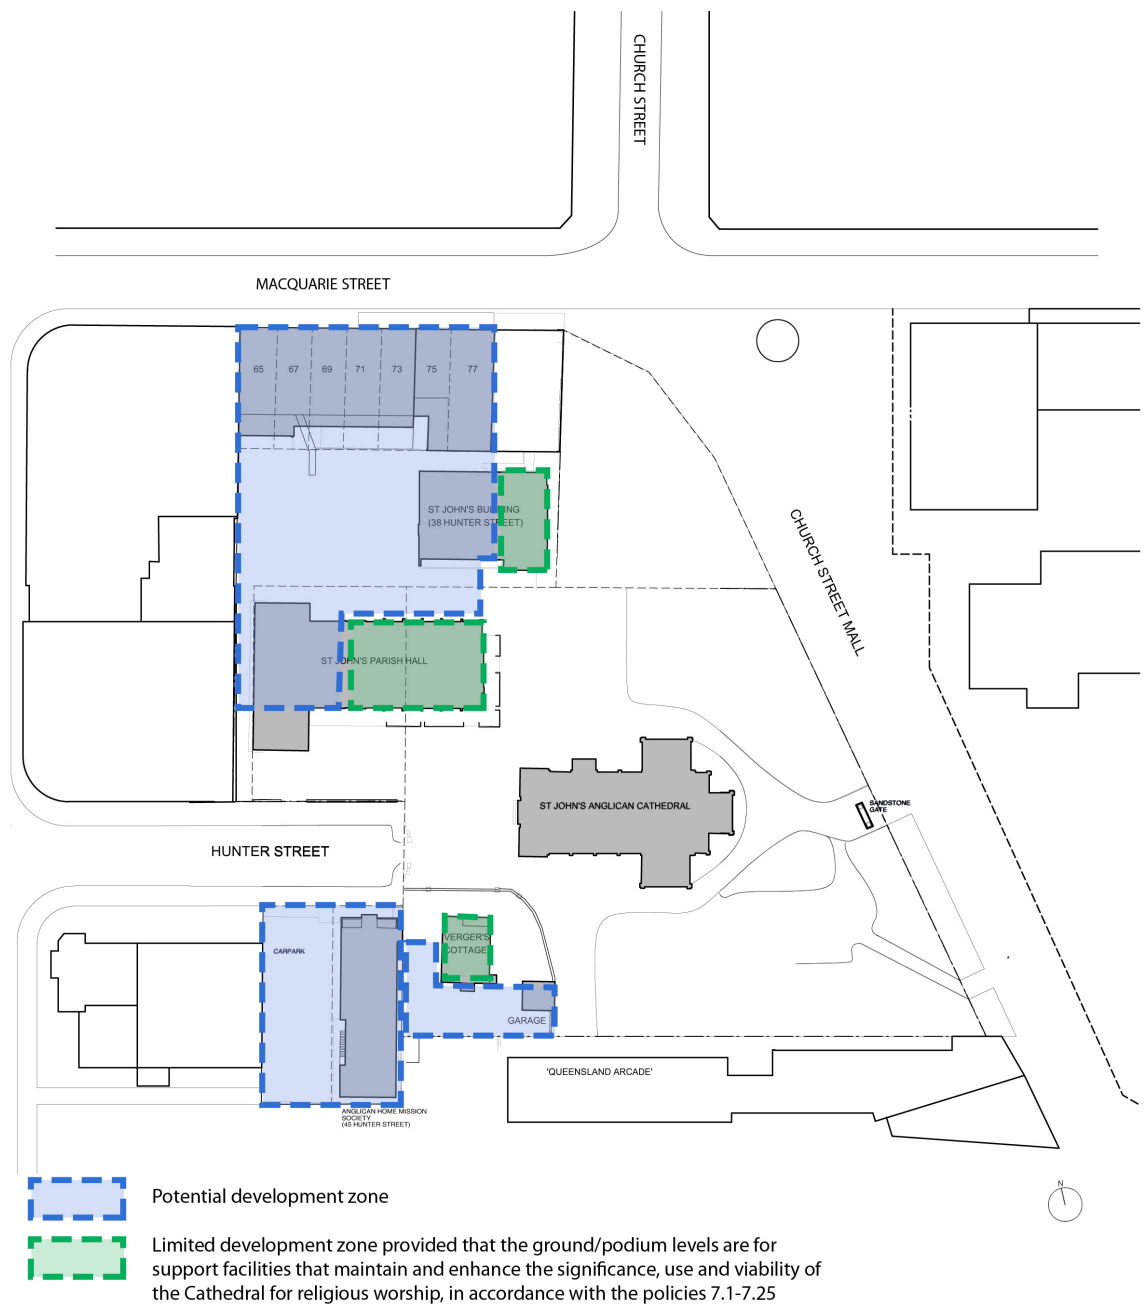 CHURCH STREET
MACQUARIE STREET
65 67 69 71 73 75 77
ST JOHN'S BUILDING
(38 HUNTER STREET)
CHURCH STREET MALL
ST JOHN'S PARISH HALL
ST JOHN'S ANGLICAN CATHEDRAL
SANDSTONE
GATE
HUNTER STREET
VERGER'S
COTTAGE
CARPARK
GARAGE
'QUEENSLAND ARCADE'
ANGLICAN HOME MISSION
SOCIETY
(45 HUNTER STREET)
N
Potential development zone
Limited development zone provided that the ground/podium levels are for
support facilities that maintain and enhance the significance, use and viability of
the Cathedral for religious worship, in accordance with the policies 7.1-7.25